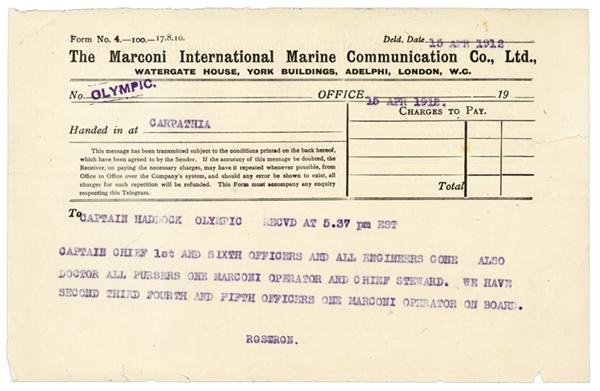 Form No. 4.—100.—17.8.10. Deld. Date 15 APR 1912
The Marconi International Marine Communication Co., Ltd.,
WATERGATE HOUSE, YORK BUILDINGS, ADELPHI, LONDON, W.C.
No. OLYMPIC. OFFICE 15 APR 1912. 19
Handed in at CARPATHIA
CHARGES TO PAY.
This message has been transmitted subject to the conditions printed on the back hereof,
which have been agreed to by the Sender. If the accuracy of this message be doubted, the
Receiver, on paying the necessary charges, may have it repeated whenever possible, from
Office to Office over the Company's system, and should any error be shown to exist, all
charges for such repetition will be refunded. This Form must accompany any enquiry
respecting this Telegram.
Total
To CAPTAIN HADDOCK OLYMPIC RECVD AT 5.37 pm EST
CAPTAIN CHIEF 1st AND SIXTH OFFICERS AND ALL ENGINEERS GONE ALSO
DOCTOR ALL PURSERS ONE MARCONI OPERATOR AND CHIEF STEWARD. WE HAVE
SECOND THIRD FOURTH AND FIFTH OFFICERS ONE MARCONI OPERATOR ON BOARD.
ROSTRON.